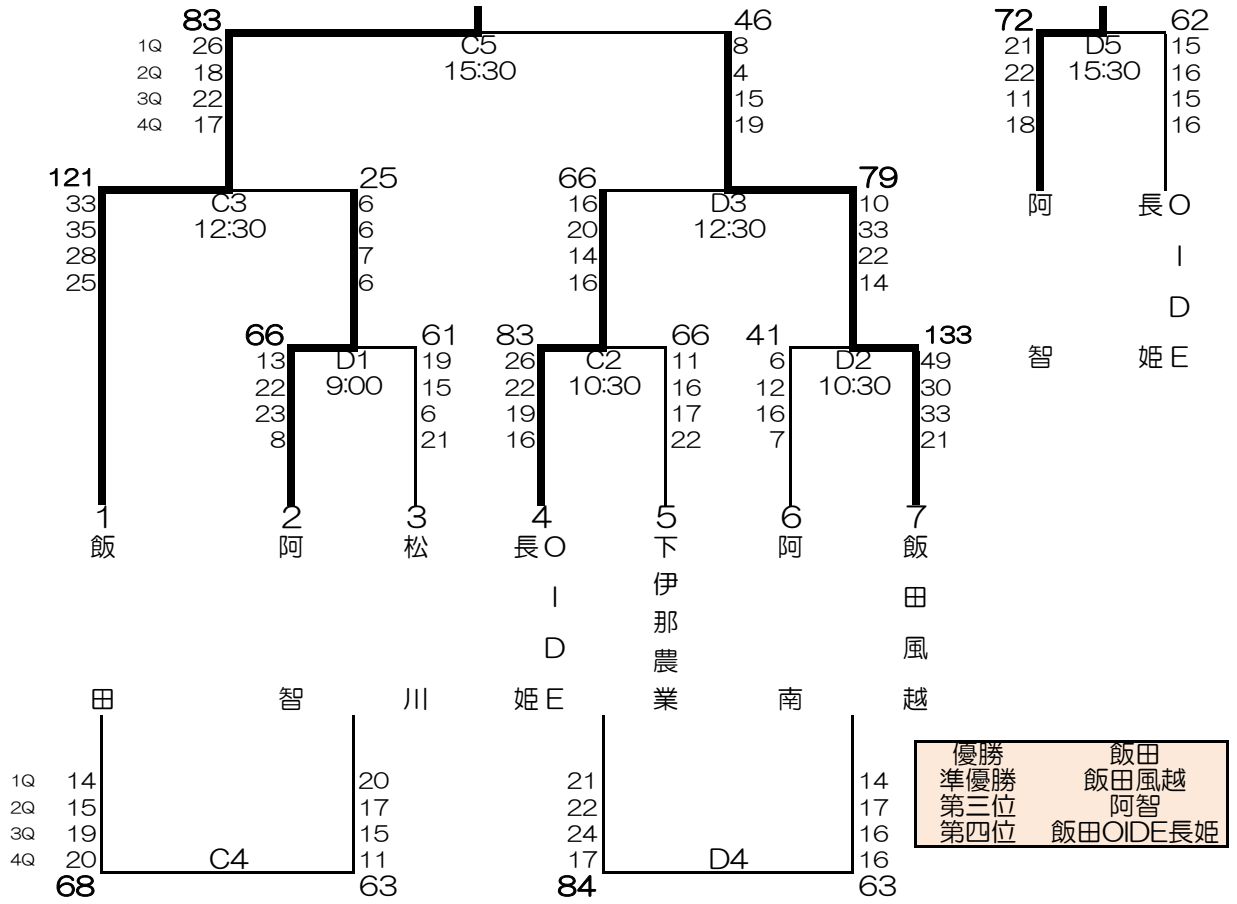 83 46 72 62
1Q 26 C5 8 21 D5 15
2Q 18 15:30 4 22 15:30 16
3Q 22 15 11 15
4Q 17 19 18 16
121 25 66 79
33 C3 6 16 D3 10
35 12:30 6 20 12:30 33
28 7 14 22
25 6 16 14
阿智
長姫OIDE
66 61 83 66 41 133
13 D1 19 26 C2 11 6 D2 49
22 9:00 15 22 10:30 16 12 10:30 30
23 6 19 17 16 33
8 21 16 22 7 21
1 2 3 4 5 6 7
飯田
阿智
松川
長姫OIDE
下伊那農業
阿南
飯田風越
1Q 14 20 21 14
2Q 15 17 22 17
3Q 19 15 24 16
4Q 20 C4 11 17 D4 16
68 63 84 63
優勝 飯田
準優勝 飯田風越
第三位 阿智
第四位 飯田OIDE長姫